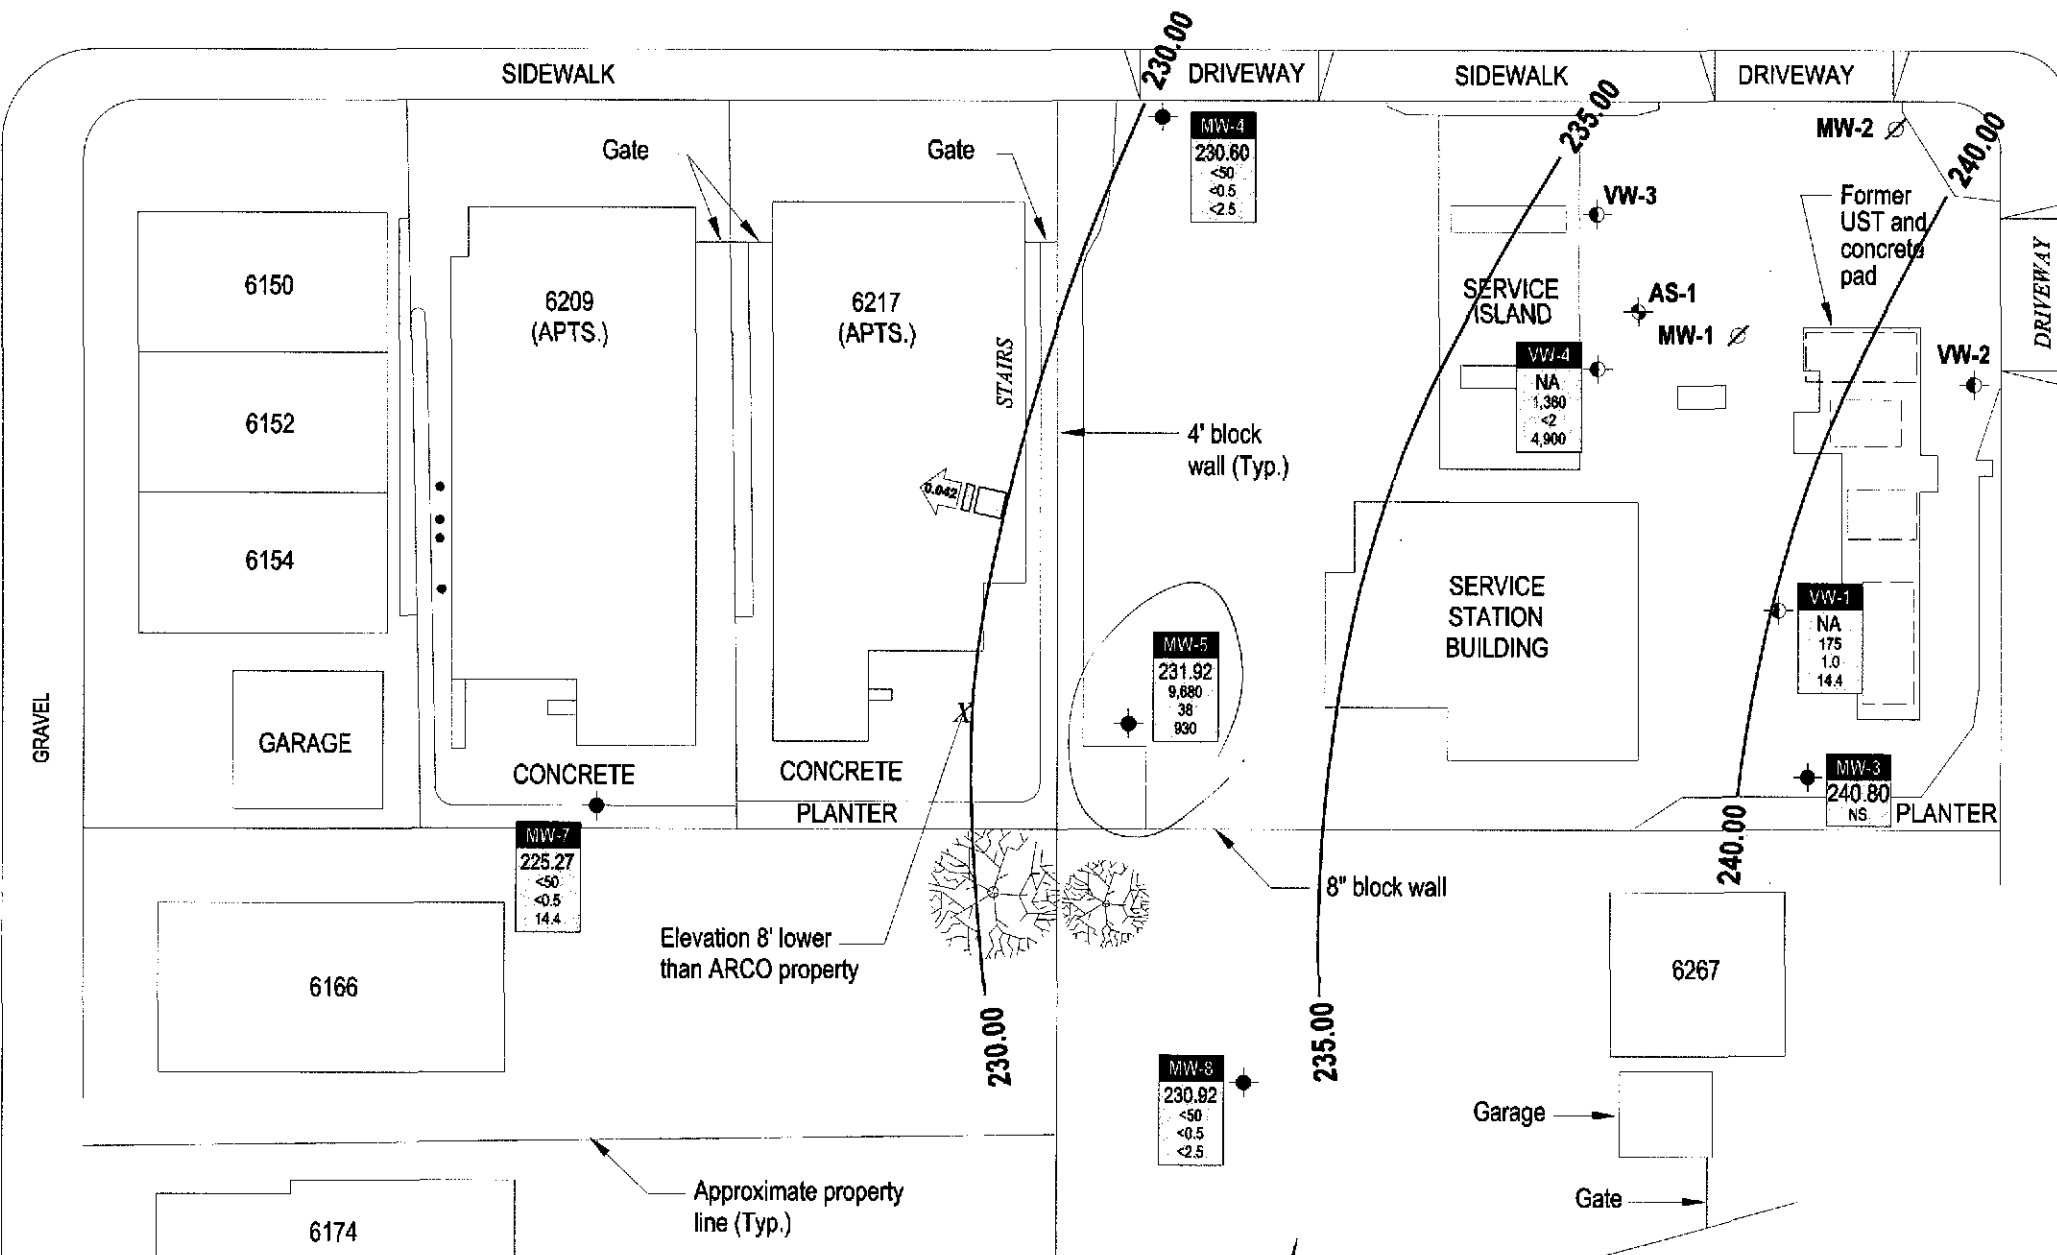 230.00
SIDEWALK
DRIVEWAY
SIDEWALK
DRIVEWAY
235.00
240.00
MW-2
MW-4
230.60
<50
<0.5
<2.5
Gate
Gate
VW-3
Former
UST and
concrete
pad
DRIVEWAY
6150
6209
(APTS.)
6217
(APTS.)
SERVICE
ISLAND
AS-1
MW-1
VW-2
STAIRS
VW-4
NA
1,360
<2
4,900
6152
4' block
wall (Typ.)
0.042
6154
SERVICE
STATION
BUILDING
VW-1
NA
175
1.0
14.4
MW-5
231.92
9,680
38
930
X
GRAVEL
GARAGE
CONCRETE
CONCRETE
PLANTER
MW-3
240.80
NS
PLANTER
240.00
MW-7
225.27
<50
<0.5
14.4
8" block wall
Elevation 8' lower
than ARCO property
6166
6267
230.00
235.00
MW-8
230.92
<50
<0.5
<2.5
Garage
Approximate property
line (Typ.)
Gate
6174